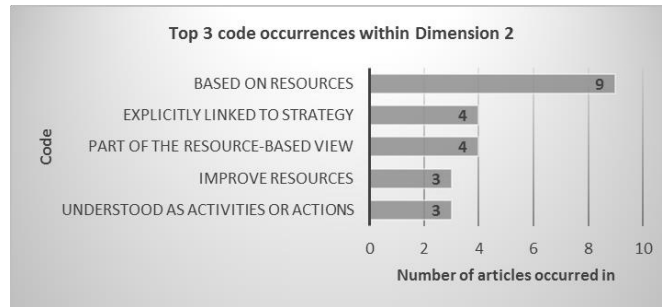 Top 3 code occurrences within Dimension 2
Code
BASED ON RESOURCES 9
EXPLICITLY LINKED TO STRATEGY 4
PART OF THE RESOURCE-BASED VIEW 4
IMPROVE RESOURCES 3
UNDERSTOOD AS ACTIVITIES OR ACTIONS 3
0 2 4 6 8 10
Number of articles occurred in